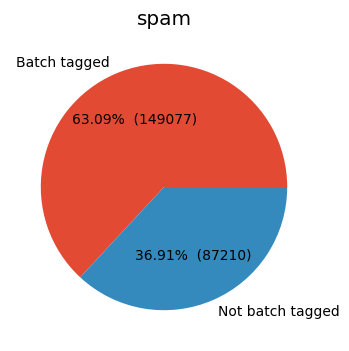 spam
Batch tagged
63.09% (149077)
36.91% (87210)
Not batch tagged